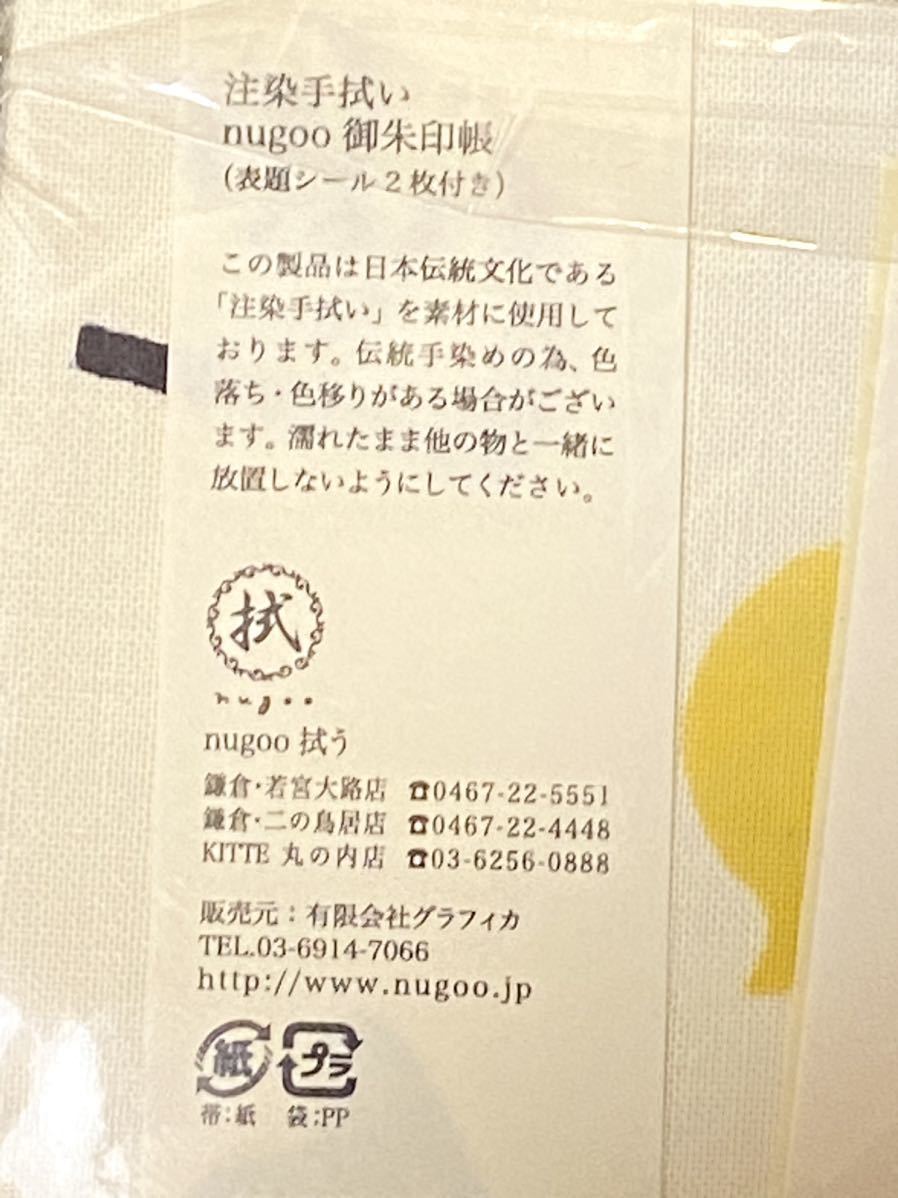 注染手拭い
nugoo 御朱印帳
(表題シール2枚付き)
この製品は日本伝統文化である
「注染手拭い」を素材に使用して
おります。伝統手染めの為、色
落ち・色移りがある場合がござい
ます。濡れたまま他の物と一緒に
放置しないようにしてください。
拭
nugoo
nugoo 拭う
鎌倉・若宮大路店 ☎0467-22-5551
鎌倉・二の鳥居店 ☎0467-22-4448
KITTE 丸の内店 ☎03-6256-0888
販売元：有限会社グラフィカ
TEL.03-6914-7066
http://www.nugoo.jp
紙 プラ
帯:紙 袋:PP